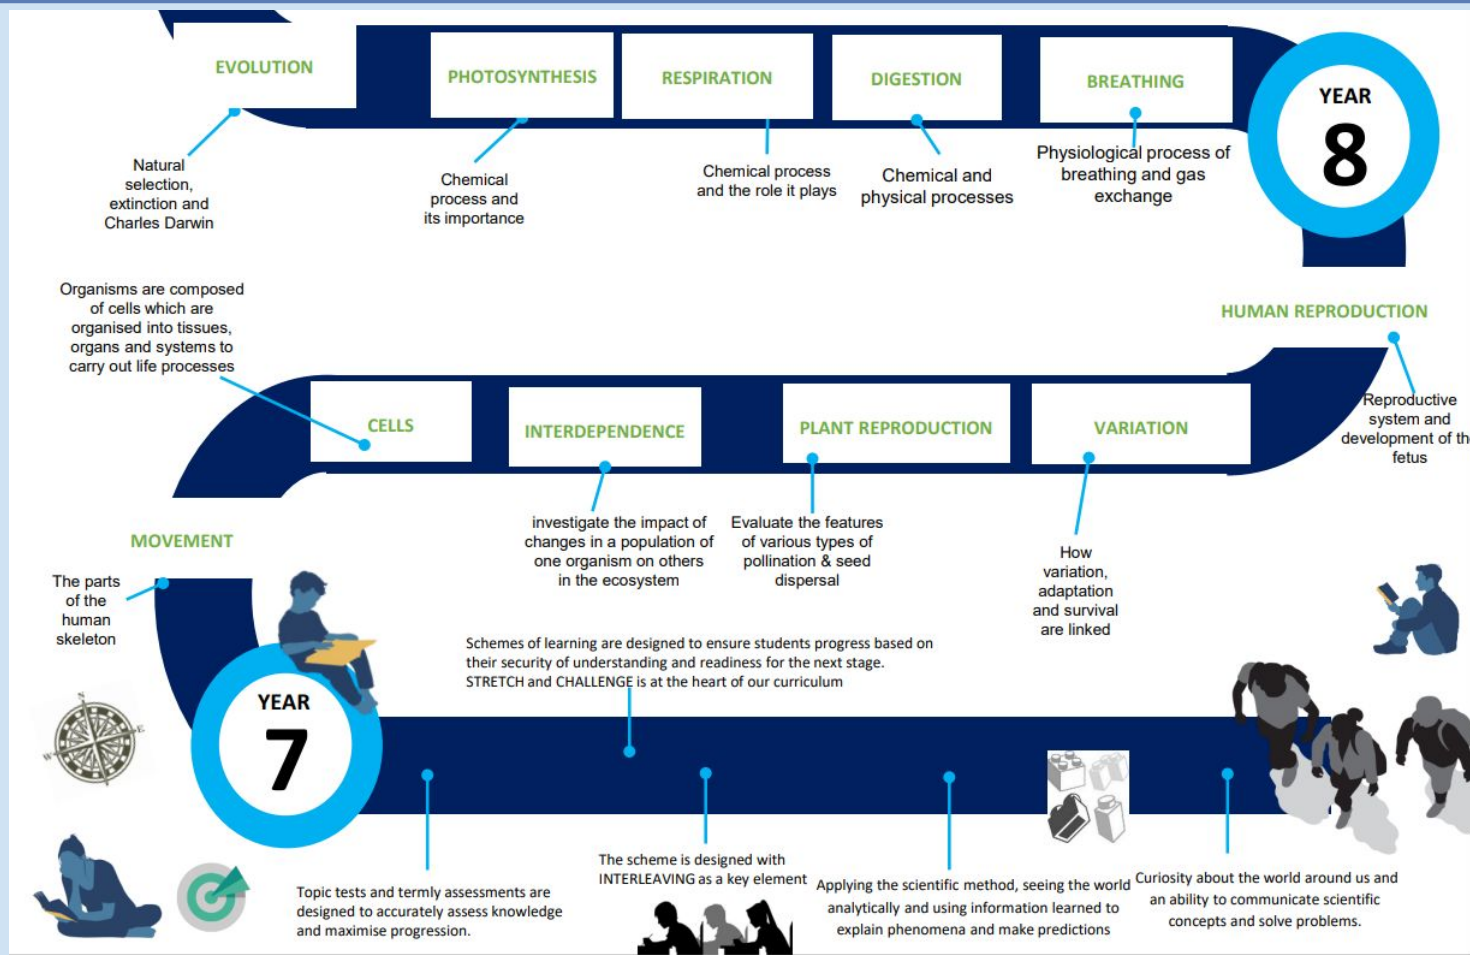 EVOLUTION
PHOTOSYNTHESIS
RESPIRATION
DIGESTION
BREATHING
YEAR
8
Natural
selection,
extinction and
Charles Darwin
Chemical
process and
its importance
Chemical process
and the role it plays
Chemical and
physical processes
Physiological process of
breathing and gas
exchange
Organisms are composed
of cells which are
organised into tissues,
organs and systems to
carry out life processes
HUMAN REPRODUCTION
Reproductive
system and
development of th
fetus
CELLS
INTERDEPENDENCE
PLANT REPRODUCTION
VARIATION
investigate the impact of
changes in a population of
one organism on others
in the ecosystem
Evaluate the features
of various types of
pollination & seed
dispersal
How
variation,
adaptation
and survival
are linked
MOVEMENT
The parts
of the
human
skeleton
Schemes of learning are designed to ensure students progress based on
their security of understanding and readiness for the next stage.
STRETCH and CHALLENGE is at the heart of our curriculum
YEAR
7
S
E
W
Topic tests and termly assessments are
designed to accurately assess knowledge
and maximise progression.
The scheme is designed with
INTERLEAVING as a key element
Applying the scientific method, seeing the world
analytically and using information learned to
explain phenomena and make predictions
Curiosity about the world around us and
an ability to communicate scientific
concepts and solve problems.